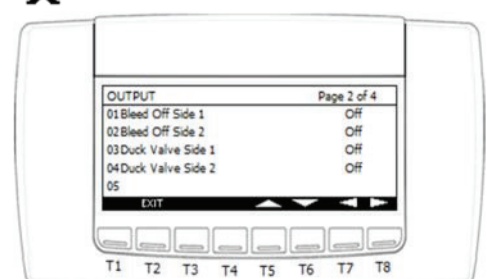 OUTPUT Page 2 of 4
01 Bleed Off Side 1 Off
02 Bleed Off Side 2 Off
03 Duck Valve Side 1 Off
04 Duck Valve Side 2 Off
05
EXIT
T1 T2 T3 T4 T5 T6 T7 T8